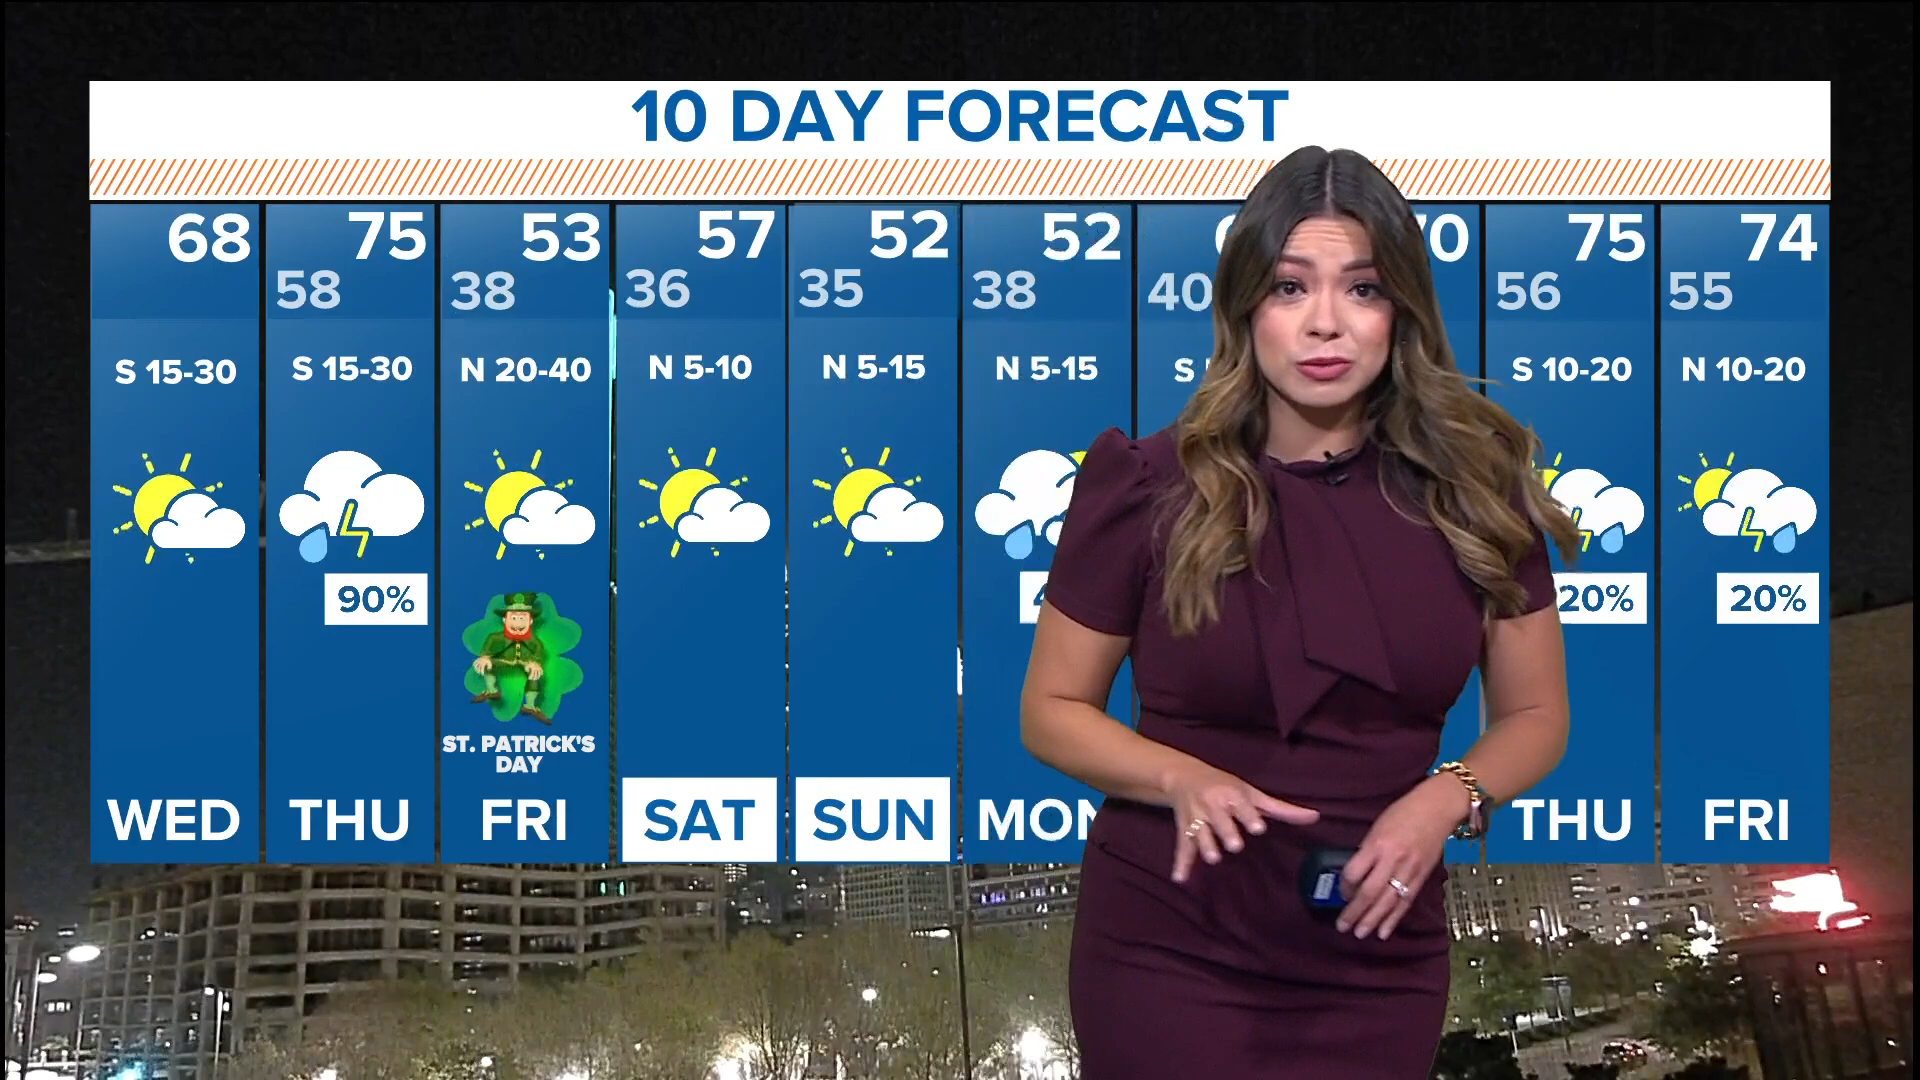 10 DAY FORECAST
68 75 53 57 52 52 75 74
58 38 36 35 38 40 56 55
S 15-30 S 15-30 N 20-40 N 5-10 N 5-15 N 5-15 S S 10-20 N 10-20
90% 20% 20%
ST. PATRICK'S
DAY
WED THU FRI SAT SUN MON THU FRI